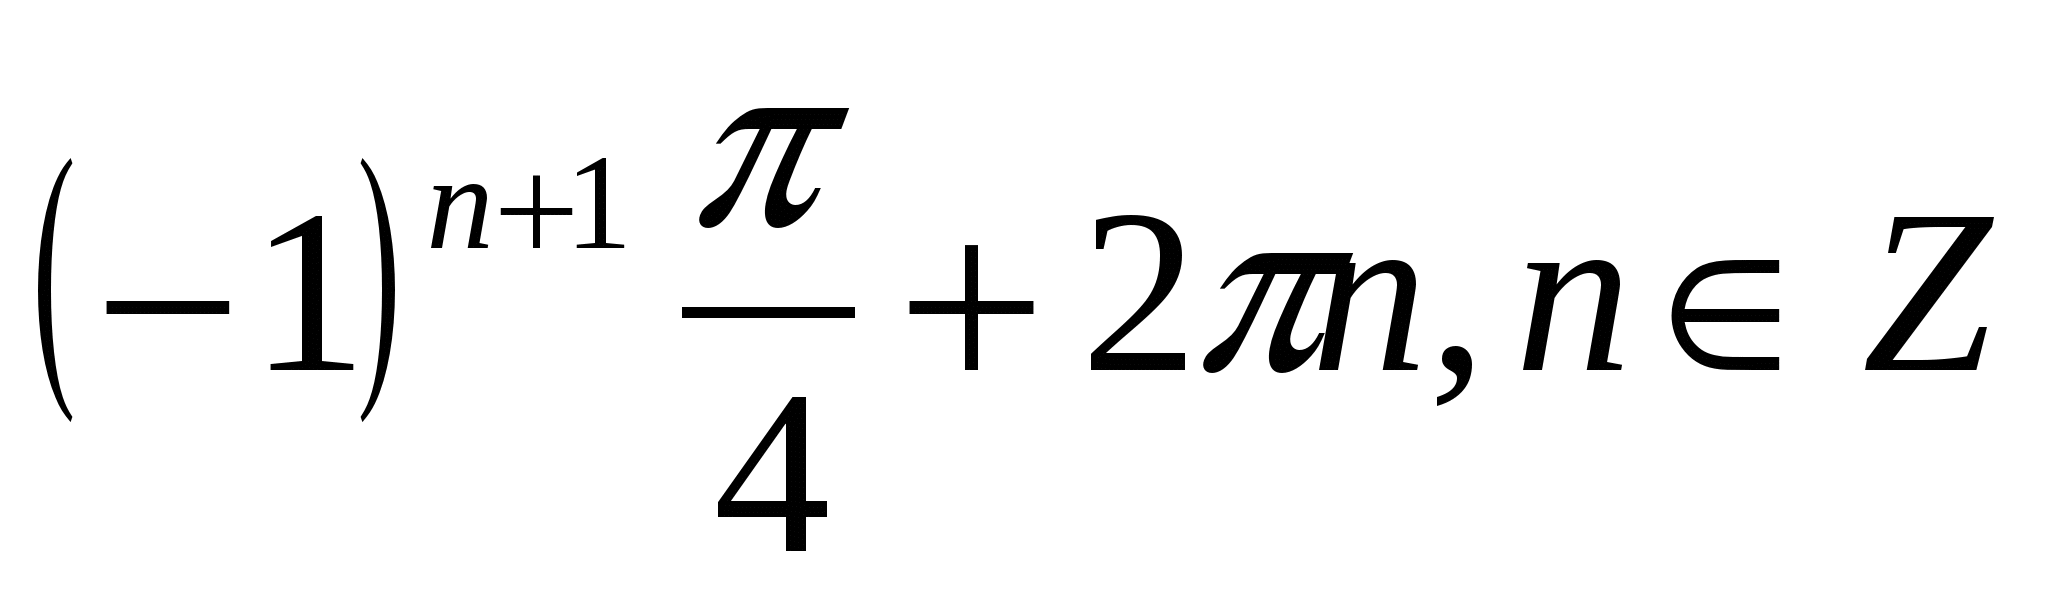 (−1)^{n+1} π/4 + 2πn, n ∈ Z